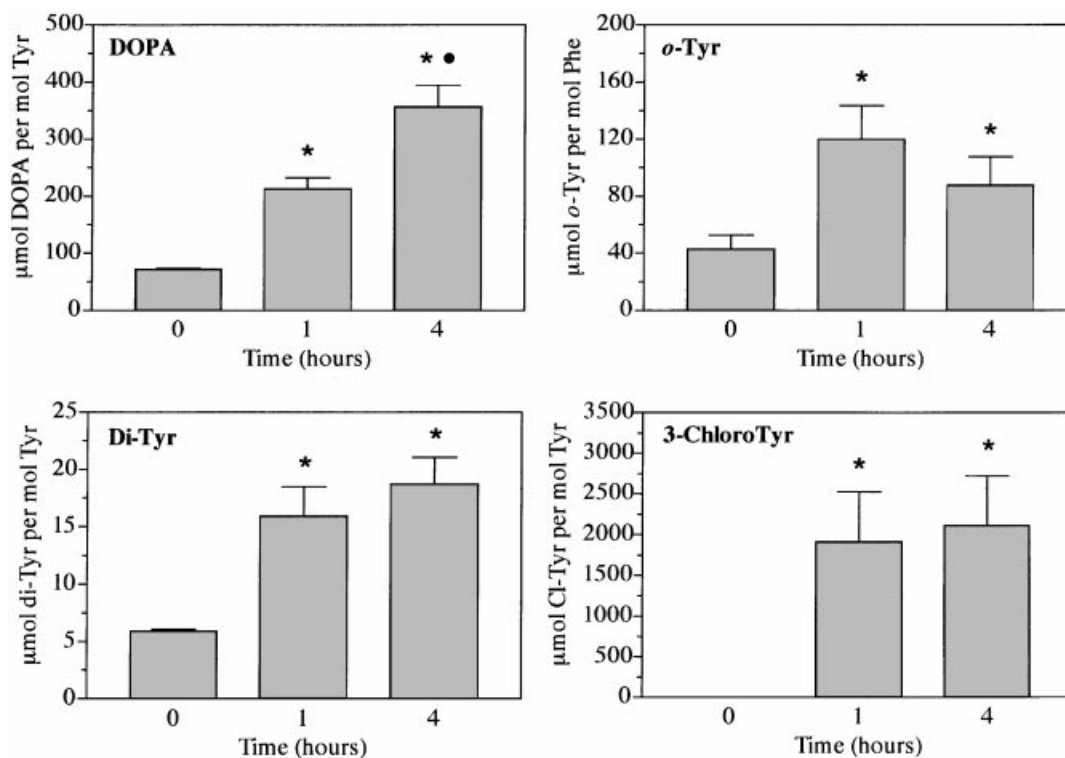 DOPA
μmol DOPA per mol Tyr
500
400
300
200
100
0
* 
* •
0 1 4
Time (hours)
o-Tyr
μmol o-Tyr per mol Phe
200
160
120
80
40
0
*
*
0 1 4
Time (hours)
Di-Tyr
μmol di-Tyr per mol Tyr
25
20
15
10
5
0
*
*
0 1 4
Time (hours)
3-ChloroTyr
μmol Cl-Tyr per mol Tyr
3500
3000
2500
2000
1500
1000
500
0
*
*
0 1 4
Time (hours)